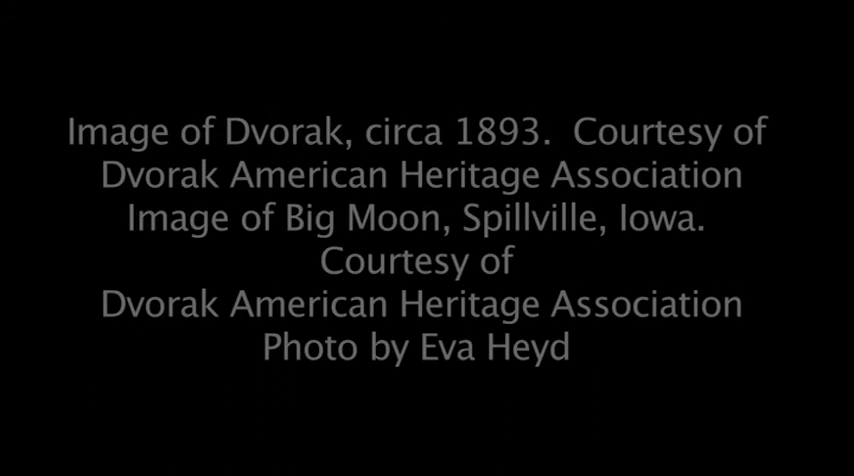 Image of Dvorak, circa 1893.  Courtesy of
Dvorak American Heritage Association
Image of Big Moon, Spillville, Iowa.
Courtesy of
Dvorak American Heritage Association
Photo by Eva Heyd